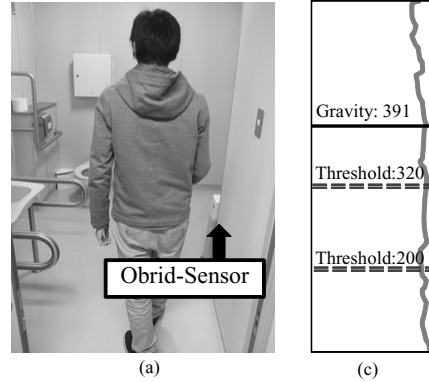 Obrid-Sensor
(a)
Gravity: 391
Threshold:320
Threshold:200
(c)